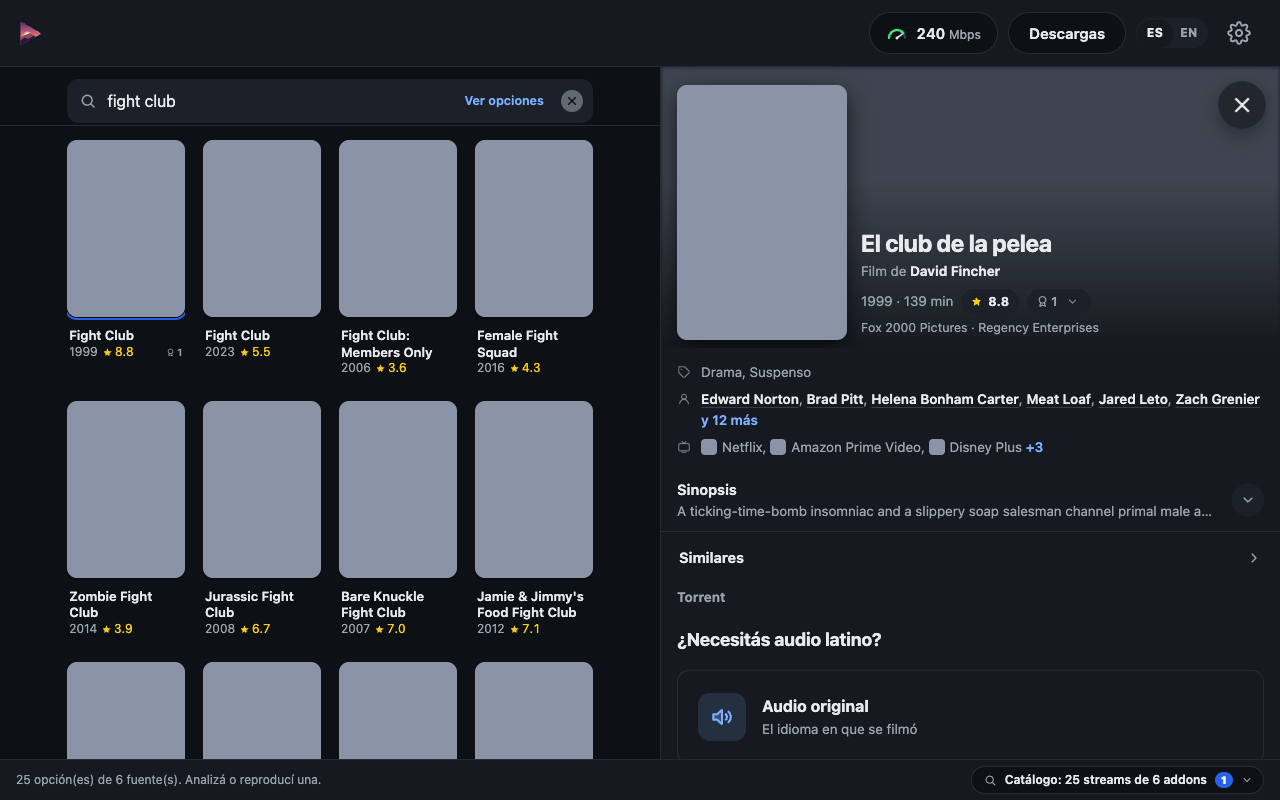 240 Mbps
Descargas
ES EN
fight club
Ver opciones
Fight Club
1999 ★ 8.8 1
Fight Club
2023 ★ 5.5
Fight Club:
Members Only
2006 ★ 3.6
Female Fight
Squad
2016 ★ 4.3
Zombie Fight
Club
2014 ★ 3.9
Jurassic Fight
Club
2008 ★ 6.7
Bare Knuckle
Fight Club
2007 ★ 7.0
Jamie & Jimmy's
Food Fight Club
2012 ★ 7.1
El club de la pelea
Film de David Fincher
1999 · 139 min ★ 8.8 1
Fox 2000 Pictures · Regency Enterprises
Drama, Suspenso
Edward Norton, Brad Pitt, Helena Bonham Carter, Meat Loaf, Jared Leto, Zach Grenier
y 12 más
Netflix, Amazon Prime Video, Disney Plus +3
Sinopsis
A ticking-time-bomb insomniac and a slippery soap salesman channel primal male a...
Similares
Torrent
¿Necesitás audio latino?
Audio original
El idioma en que se filmó
25 opción(es) de 6 fuente(s). Analizá o reproducí una.
Catálogo: 25 streams de 6 addons 1